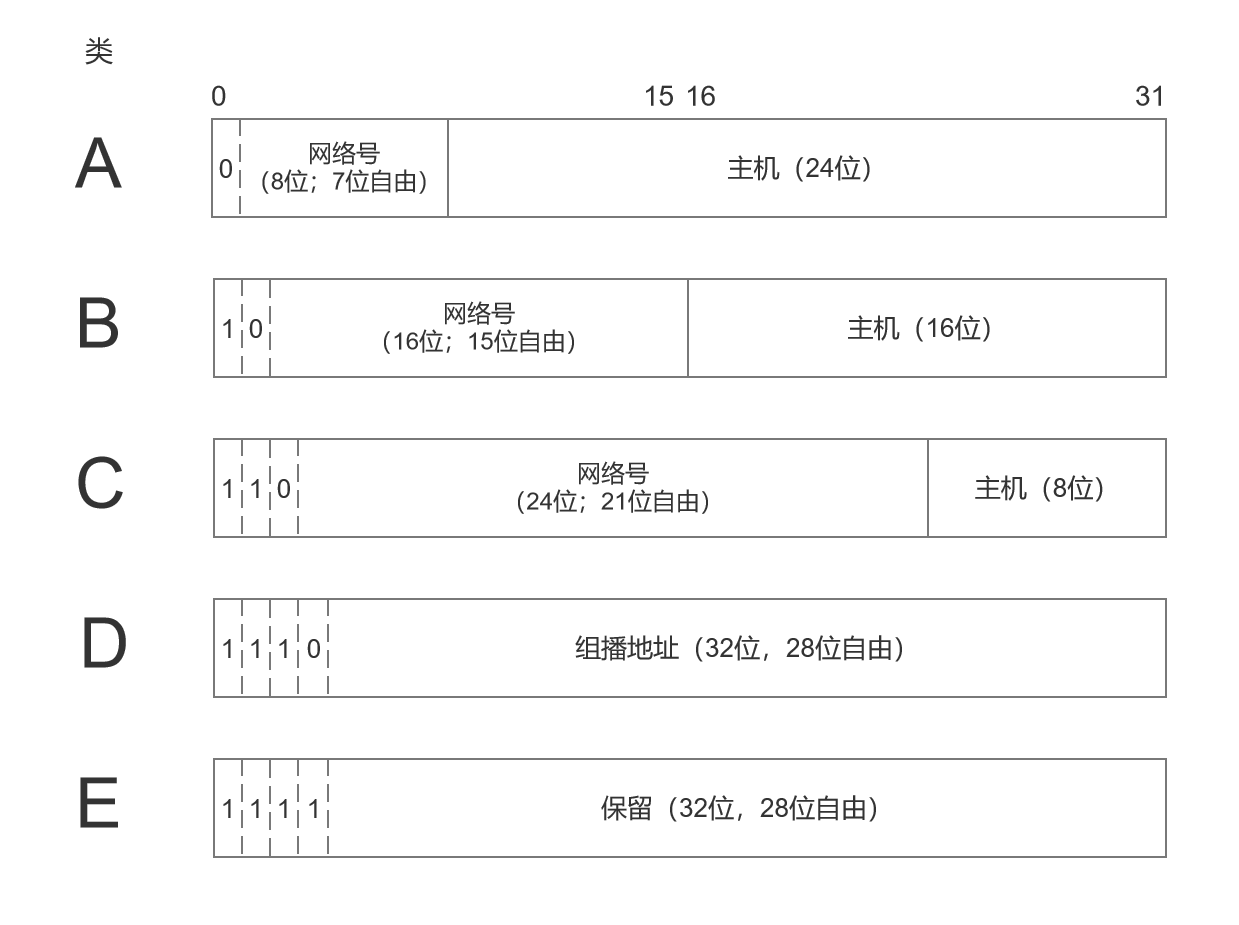 类
0 15 16 31
A
0
网络号
（8位；7位自由）
主机（24位）
B
1 0
网络号
（16位；15位自由）
主机（16位）
C
1 1 0
网络号
（24位；21位自由）
主机（8位）
D
1 1 1 0
组播地址（32位，28位自由）
E
1 1 1 1
保留（32位，28位自由）